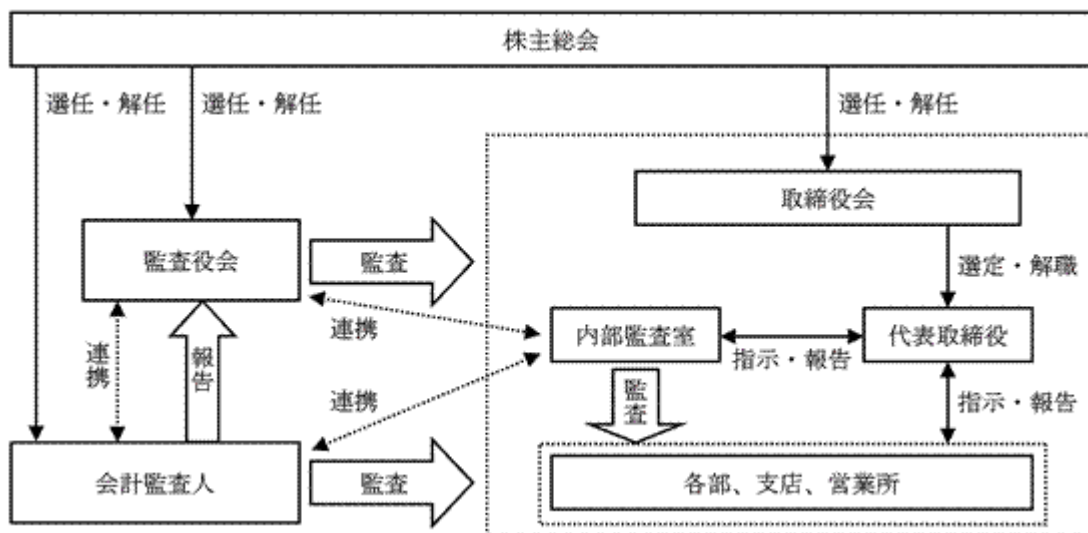 株主総会
選任・解任
選任・解任
選任・解任
取締役会
監査役会
監査
選定・解職
連携
内部監査室
代表取締役
指示・報告
連携
報告
連携
監査
指示・報告
会計監査人
監査
各部、支店、営業所